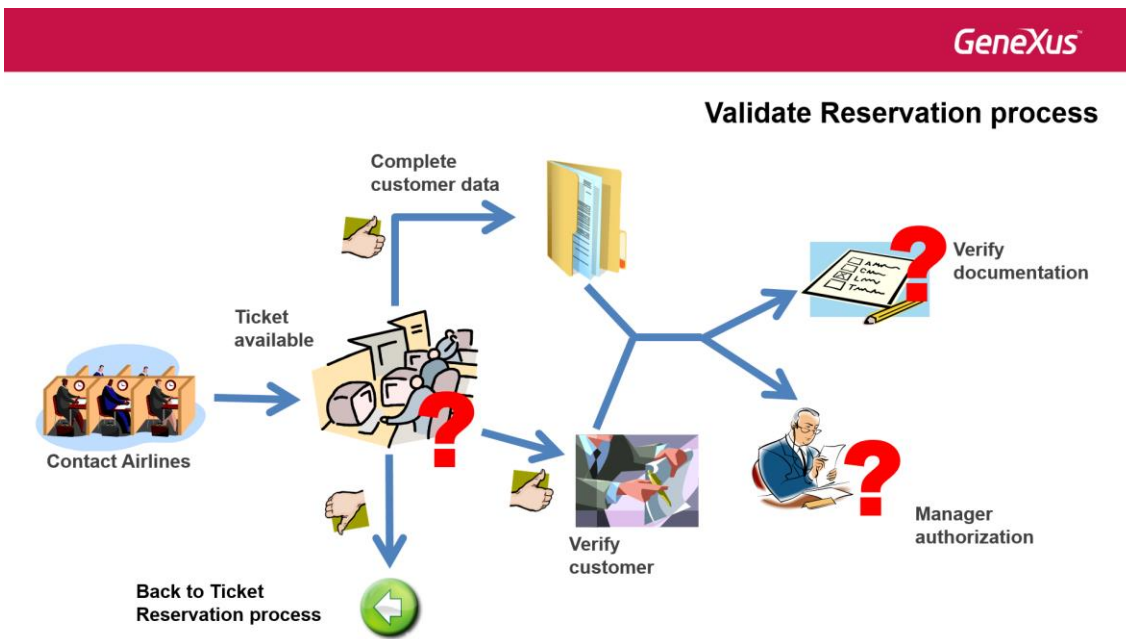 GeneXus™
Validate Reservation process
Complete
customer data
Verify
documentation
Ticket
available
Contact Airlines
Manager
authorization
Verify
customer
Back to Ticket
Reservation process